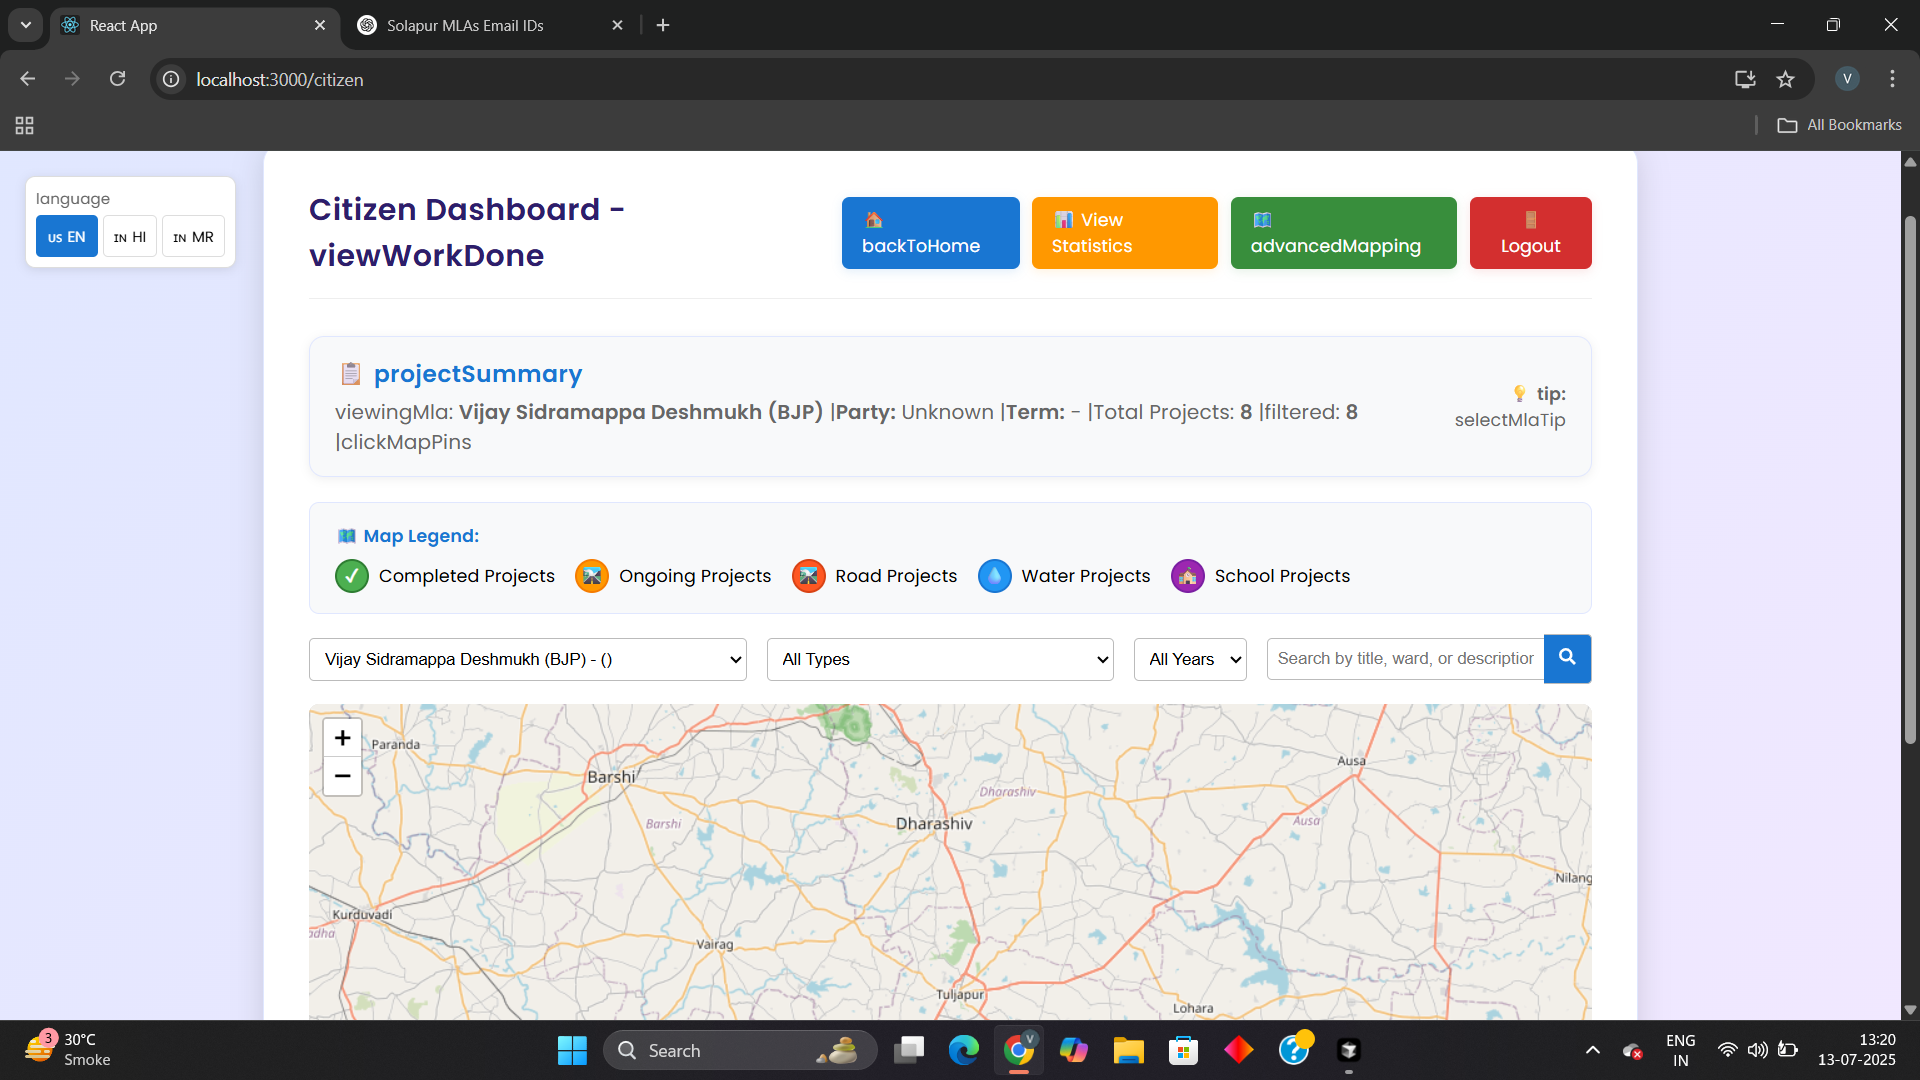 React App
Solapur MLAs Email IDs
localhost:3000/citizen
V
All Bookmarks
language
US EN
IN HI
IN MR
Citizen Dashboard -
viewWorkDone
backToHome
View
Statistics
advancedMapping
Logout
projectSummary
viewingMla: Vijay Sidramappa Deshmukh (BJP) |Party: Unknown |Term: - |Total Projects: 8 |filtered: 8
|clickMapPins
tip:
selectMlaTip
Map Legend:
Completed Projects
Ongoing Projects
Road Projects
Water Projects
School Projects
Vijay Sidramappa Deshmukh (BJP) - ()
All Types
All Years
Search by title, ward, or description
+
−
Paranda
Barshi
Barshi
Dharashiv
Dharashiv
Ausa
Ausa
Nilang
Kurduvadi
adha
Vairag
Tuljapur
Lohara
3
30°C
Smoke
Search
V
ENG
IN
13:20
13-07-2025